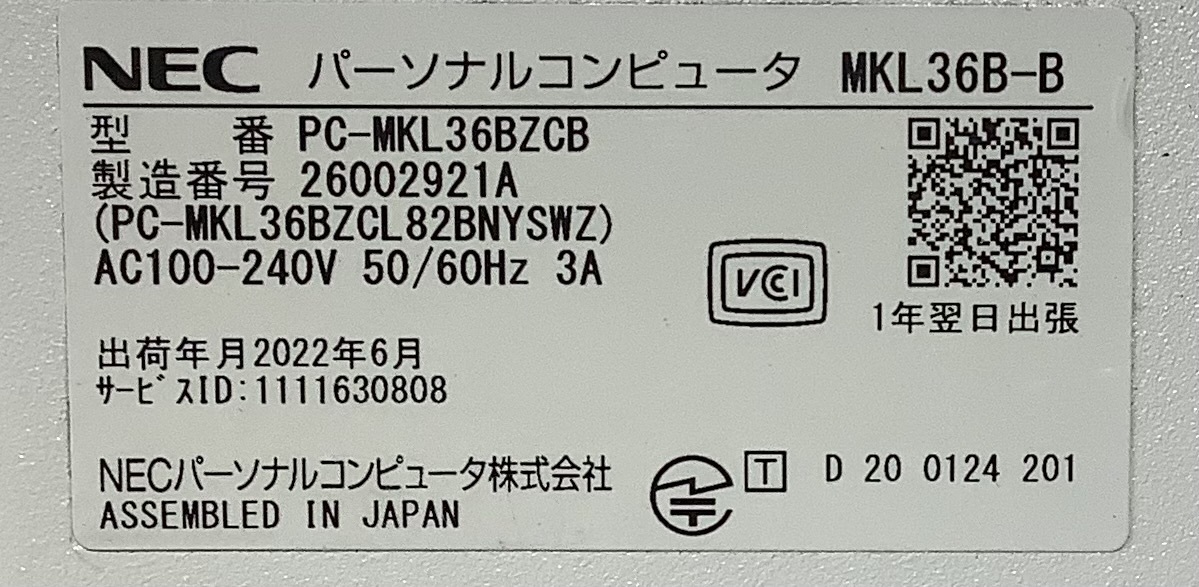 NEC パーソナルコンピュータ MKL36B-B
型 番 PC-MKL36BZCB
製造番号 26002921A
(PC-MKL36BZCL82BNYSWZ)
AC100-240V 50/60Hz 3A
VCCI
1年翌日出張
出荷年月2022年6月
ｻｰﾋﾞｽID:1111630808
NECパーソナルコンピュータ株式会社
ASSEMBLED IN JAPAN
T D 20 0124 201